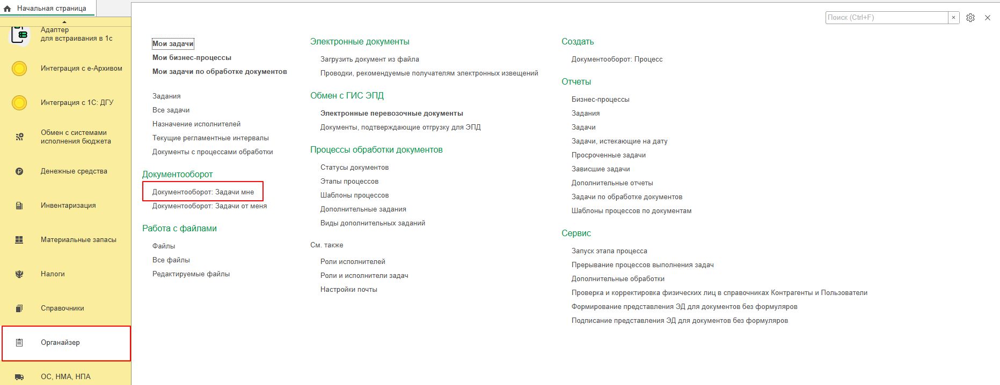 Начальная страница
Поиск (Ctrl+F)
Адаптер
для встраивания в 1с
Интеграция с е-Архивом
Интеграция с 1С: ДГУ
Обмен с системами
исполнения бюджета
Денежные средства
Инвентаризация
Материальные запасы
Налоги
Справочники
Органайзер
ОС, НМА, НПА
Мои задачи
Мои бизнес-процессы
Мои задачи по обработке документов
Задания
Все задачи
Назначение исполнителей
Текущие регламентные интервалы
Документы с процессами обработки
Документооборот
Документооборот: Задачи мне
Документооборот: Задачи от меня
Работа с файлами
Файлы
Все файлы
Редактируемые файлы
Электронные документы
Загрузить документ из файла
Проводки, рекомендуемые получателям электронных извещений
Обмен с ГИС ЭПД
Электронные перевозочные документы
Документы, подтверждающие отгрузку для ЭПД
Процессы обработки документов
Статусы документов
Этапы процессов
Шаблоны процессов
Дополнительные задания
Виды дополнительных заданий
См. также
Роли исполнителей
Роли и исполнители задач
Настройки почты
Создать
Документооборот: Процесс
Отчеты
Бизнес-процессы
Задания
Задачи
Задачи, истекающие на дату
Просроченные задачи
Зависшие задачи
Дополнительные отчеты
Задачи по обработке документов
Шаблоны процессов по документам
Сервис
Запуск этапа процесса
Прерывание процессов выполнения задач
Дополнительные обработки
Проверка и корректировка физических лиц в справочниках Контрагенты и Пользователи
Формирование представления ЭД для документов без формуляров
Подписание представления ЭД для документов без формуляров